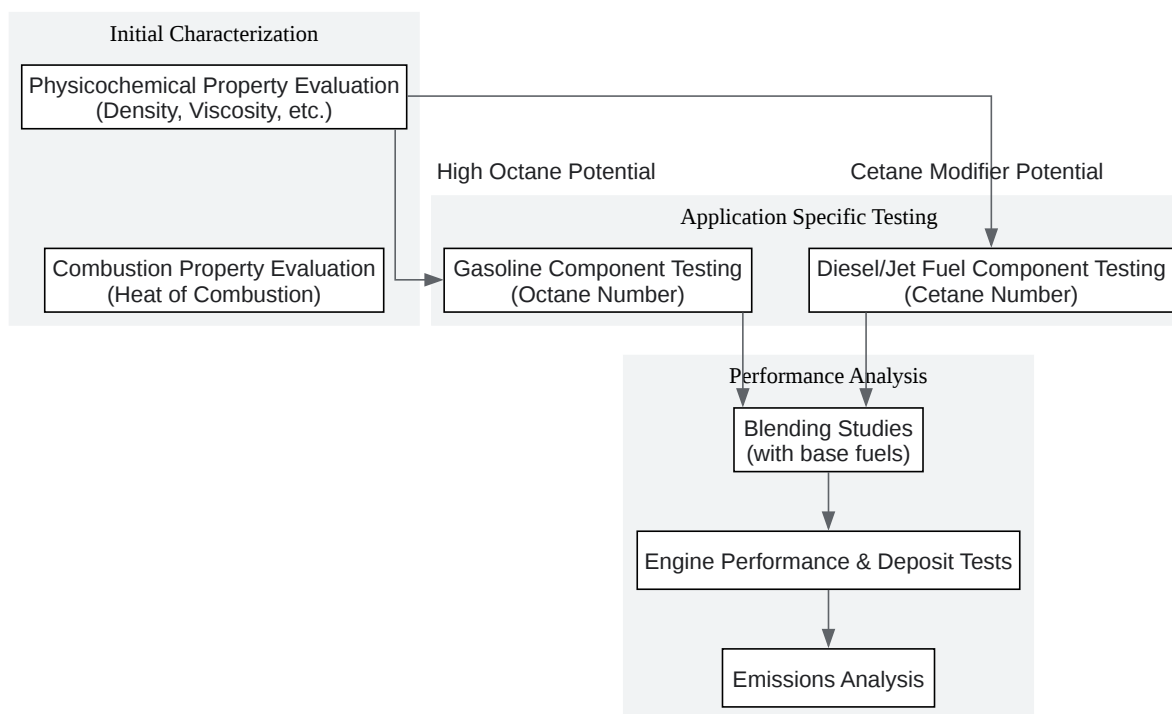 Initial Characterization
Physicochemical Property Evaluation
(Density, Viscosity, etc.)
High Octane Potential
Cetane Modifier Potential
Application Specific Testing
Combustion Property Evaluation
(Heat of Combustion)
Gasoline Component Testing
(Octane Number)
Diesel/Jet Fuel Component Testing
(Cetane Number)
Performance Analysis
Blending Studies
(with base fuels)
Engine Performance & Deposit Tests
Emissions Analysis